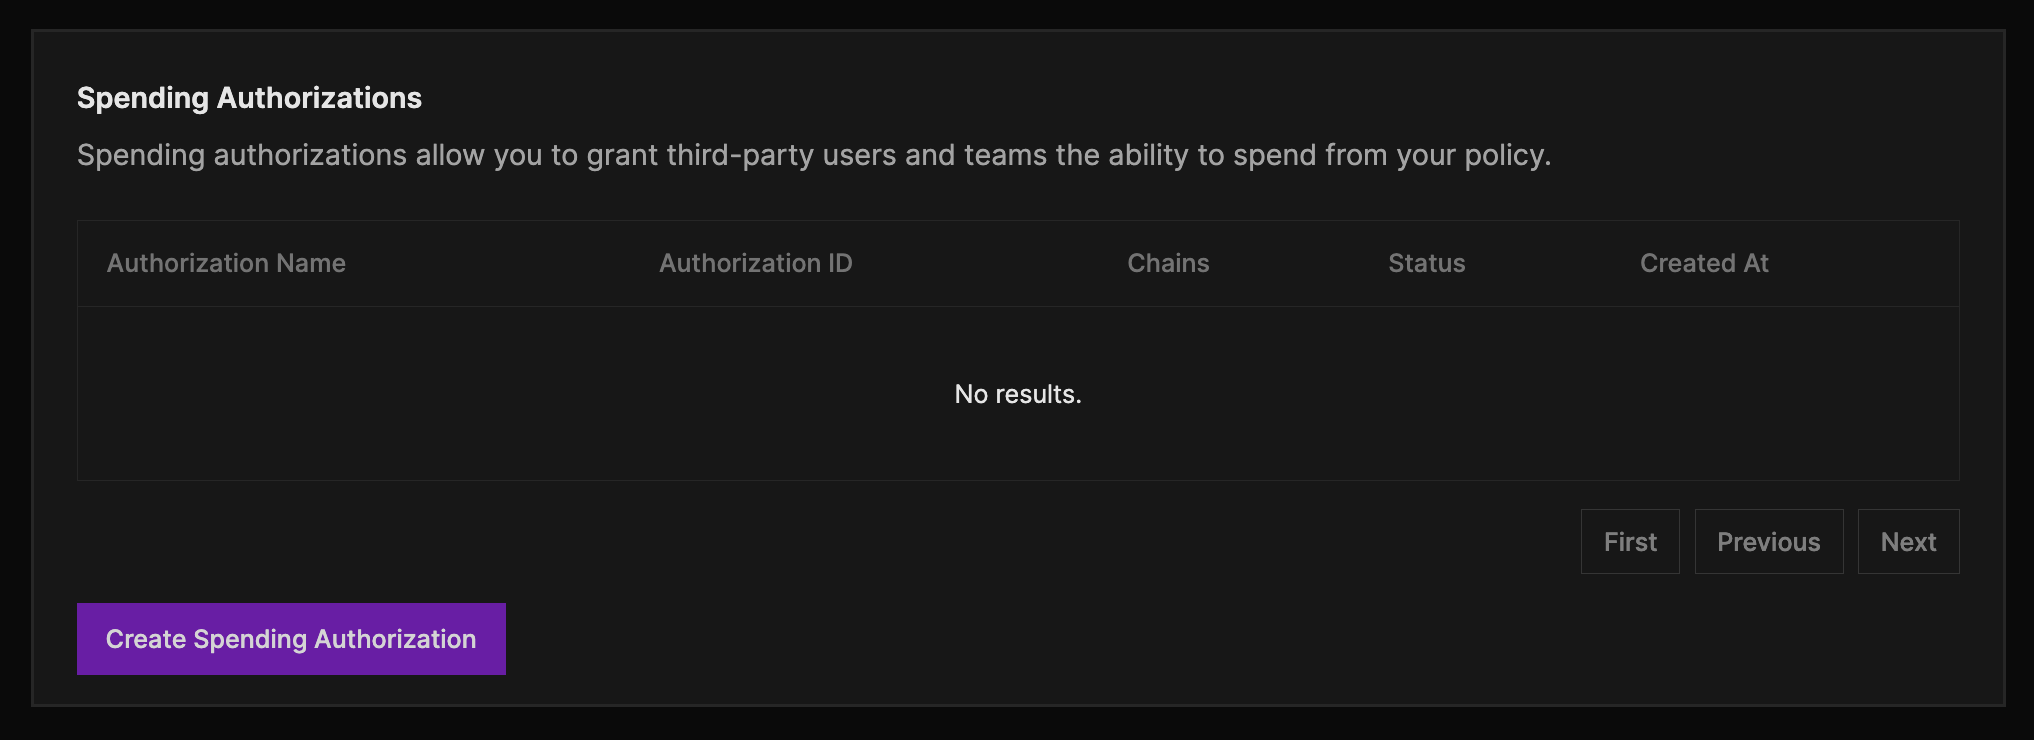 Spending Authorizations
Spending authorizations allow you to grant third-party users and teams the ability to spend from your policy.
Authorization Name Authorization ID Chains Status Created At
No results.
First Previous Next
Create Spending Authorization